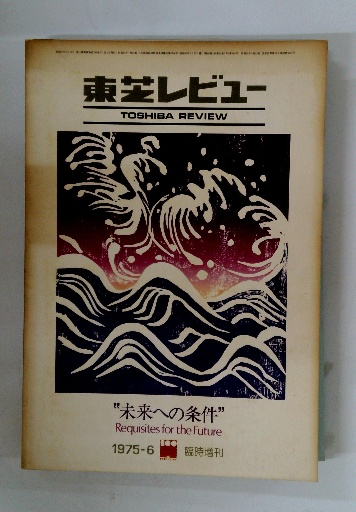 東芝レビュー
TOSHIBA REVIEW
"未来への条件"
Requisites for the Future
1975-6 臨時増刊